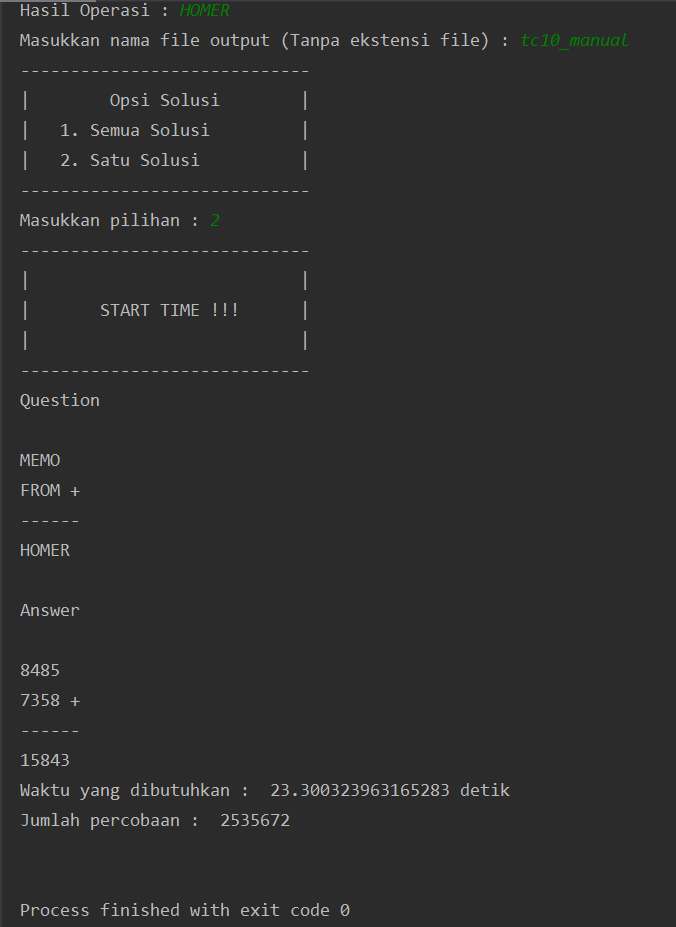 Hasil Operasi : HOMER
Masukkan nama file output (Tanpa ekstensi file) : tc10_manual
-----------------------------
|        Opsi Solusi        |
|   1. Semua Solusi         |
|   2. Satu Solusi          |
-----------------------------
Masukkan pilihan : 2
-----------------------------
|                           |
|       START TIME !!!      |
|                           |
-----------------------------
Question
MEMO
FROM +
------
HOMER
Answer
8485
7358 +
------
15843
Waktu yang dibutuhkan :  23.300323963165283 detik
Jumlah percobaan :  2535672
Process finished with exit code 0